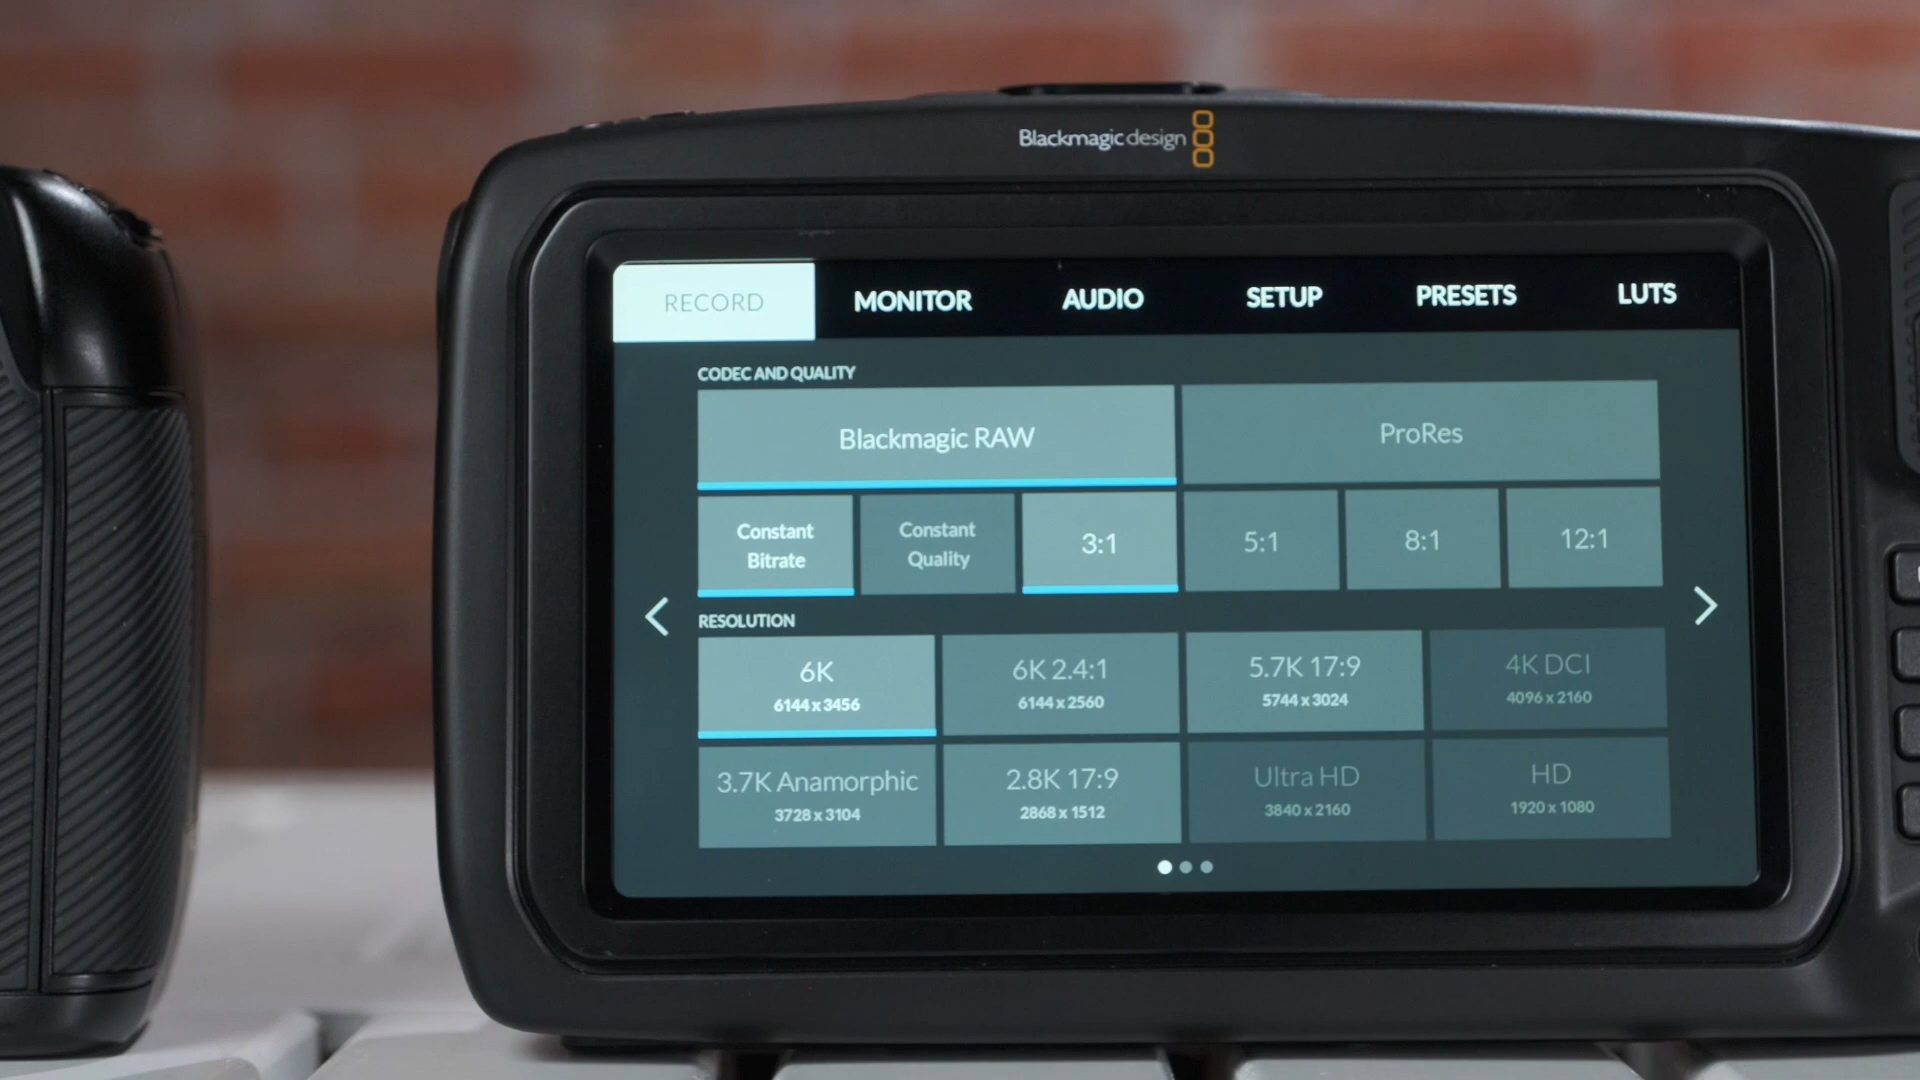 Blackmagicdesign
RECORD MONITOR AUDIO SETUP PRESETS LUTS
CODEC AND QUALITY
Blackmagic RAW ProRes
Constant Bitrate Constant Quality 3:1 5:1 8:1 12:1
RESOLUTION
6K 6K 2.4:1 5.7K 17:9 4K DCI
6144 x 3456 6144 x 2560 5744 x 3024 4096 x 2160
3.7K Anamorphic 2.8K 17:9 Ultra HD HD
3728 x 3104 2868 x 1512 3840 x 2160 1920 x 1080